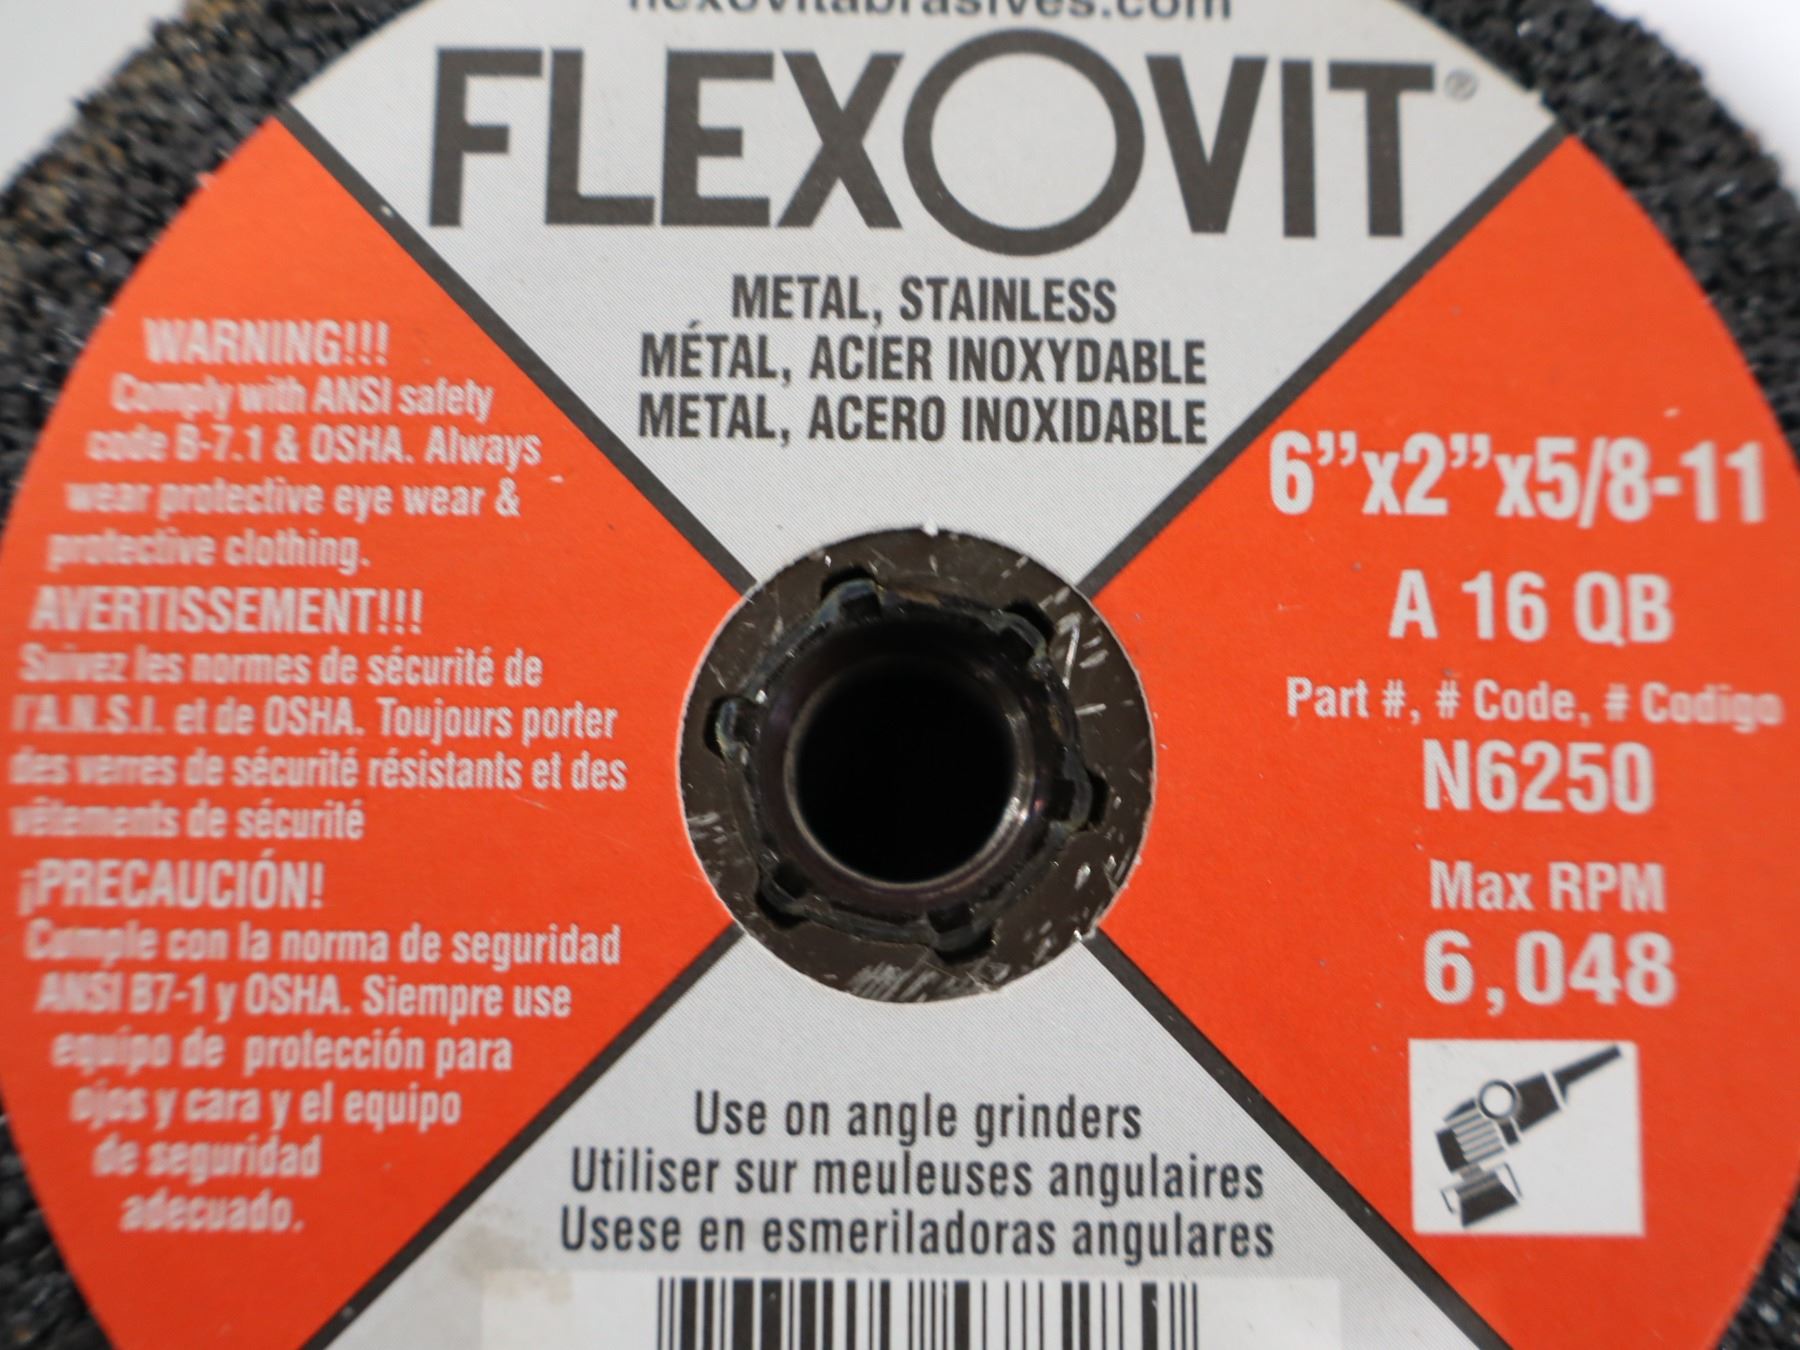 flexovitabrasives.com
FLEXOVIT®
METAL, STAINLESS
MÉTAL, ACIER INOXYDABLE
METAL, ACERO INOXIDABLE
WARNING!!!
Comply with ANSI safety
code B-7.1 & OSHA. Always
wear protective eye wear &
protective clothing.
AVERTISSEMENT!!!
Suivez les normes de sécurité de
l'A.N.S.I. et de OSHA. Toujours porter
des verres de sécurité résistants et des
vêtements de sécurité
¡PRECAUCIÓN!
Cumple con la norma de seguridad
ANSI B7-1 y OSHA. Siempre use
equipo de protección para
ojos y cara y el equipo
de seguridad
adecuado.
6”x2”x5/8-11
A 16 QB
Part #, # Code, # Codigo
N6250
Max RPM
6,048
Use on angle grinders
Utiliser sur meuleuses angulaires
Usese en esmeriladoras angulares